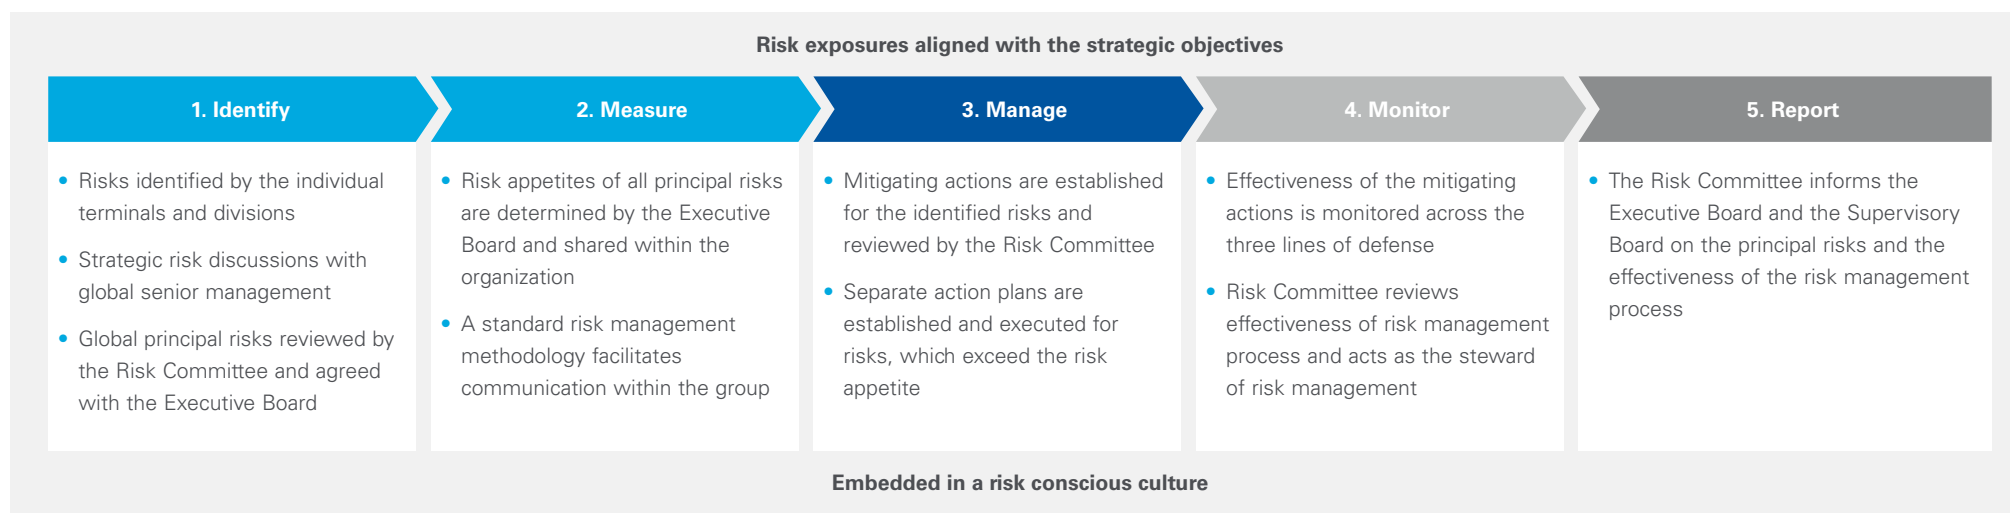 Risk exposures aligned with the strategic objectives
1. Identify
• Risks identified by the individual
terminals and divisions
• Strategic risk discussions with
global senior management
• Global principal risks reviewed by
the Risk Committee and agreed
with the Executive Board
2. Measure
• Risk appetites of all principal risks
are determined by the Executive
Board and shared within the
organization
• A standard risk management
methodology facilitates
communication within the group
3. Manage
• Mitigating actions are established
for the identified risks and
reviewed by the Risk Committee
• Separate action plans are
established and executed for
risks, which exceed the risk
appetite
4. Monitor
• Effectiveness of the mitigating
actions is monitored across the
three lines of defense
• Risk Committee reviews
effectiveness of risk management
process and acts as the steward
of risk management
5. Report
• The Risk Committee informs the
Executive Board and the Supervisory
Board on the principal risks and the
effectiveness of the risk management
process
Embedded in a risk conscious culture